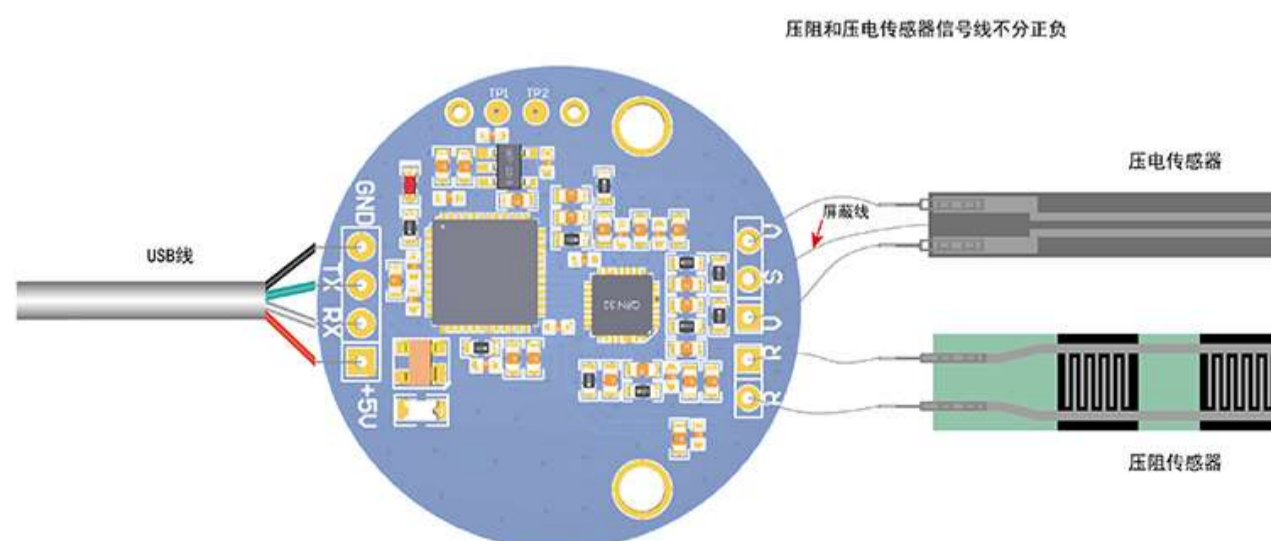 压阻和压电传感器信号线不分正负
TP1 TP2
压电传感器
GND
屏蔽线
USB线
TX
RX
+5V
S
QFN 32
R
R
压阻传感器